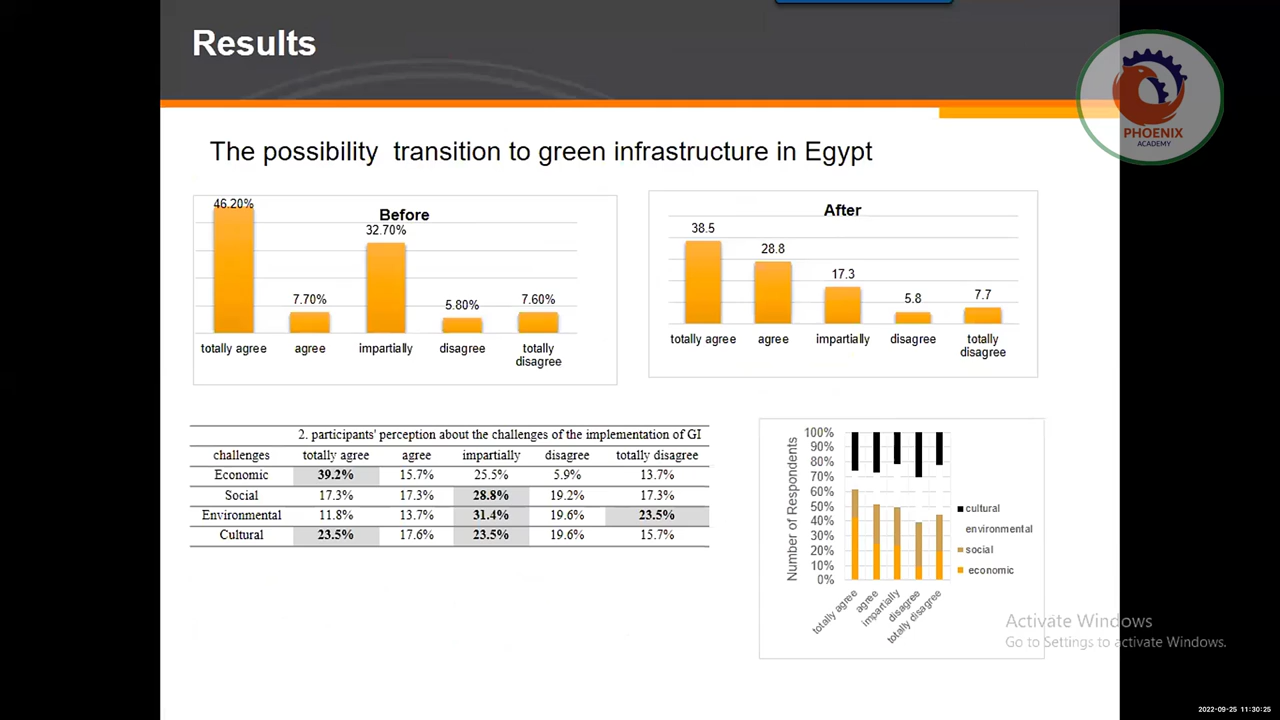 Results
PHOENIX
ACADEMY
The possibility transition to green infrastructure in Egypt
Before
46.20%
7.70%
32.70%
5.80%
7.60%
totally agree
agree
impartially
disagree
totally
disagree
After
38.5
28.8
17.3
5.8
7.7
totally agree
agree
impartially
disagree
totally
disagree
2. participants' perception about the challenges of the implementation of GI
challenges totally agree agree impartially disagree totally disagree
Economic 39.2% 15.7% 25.5% 5.9% 13.7%
Social 17.3% 17.3% 28.8% 19.2% 17.3%
Environmental 11.8% 13.7% 31.4% 19.6% 23.5%
Cultural 23.5% 17.6% 23.5% 19.6% 15.7%
Number of Respondents
100%
90%
80%
70%
60%
50%
40%
30%
20%
10%
0%
totally agree
agree
impartially
disagree
totally disagree
cultural
environmental
social
economic
Activate Windows
Go to Settings to activate Windows.
2022-09-25 11:30:25